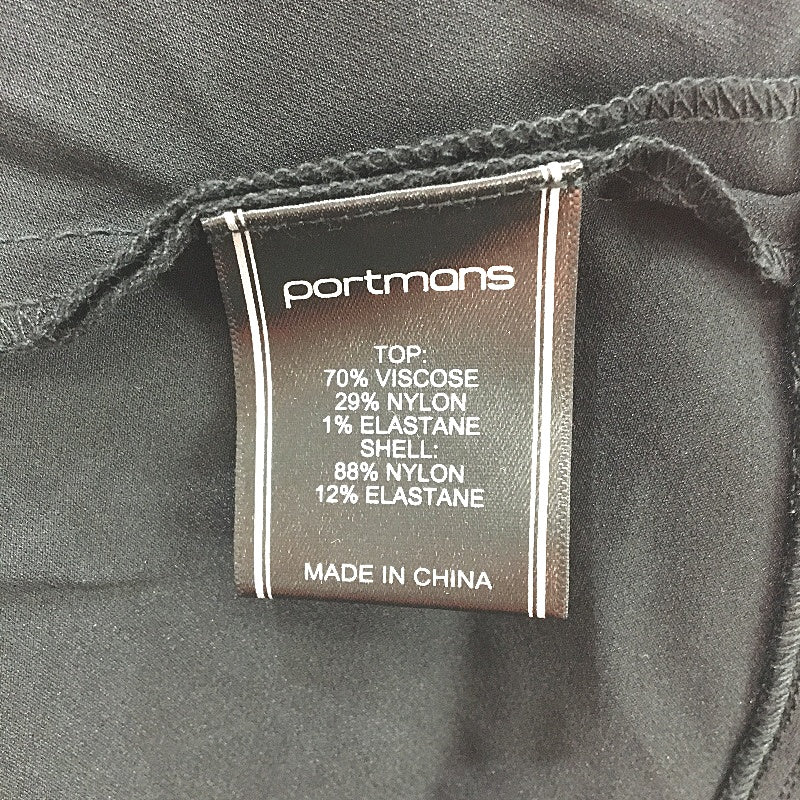 portmans
TOP:
70% VISCOSE
29% NYLON
1% ELASTANE
SHELL:
88% NYLON
12% ELASTANE
MADE IN CHINA